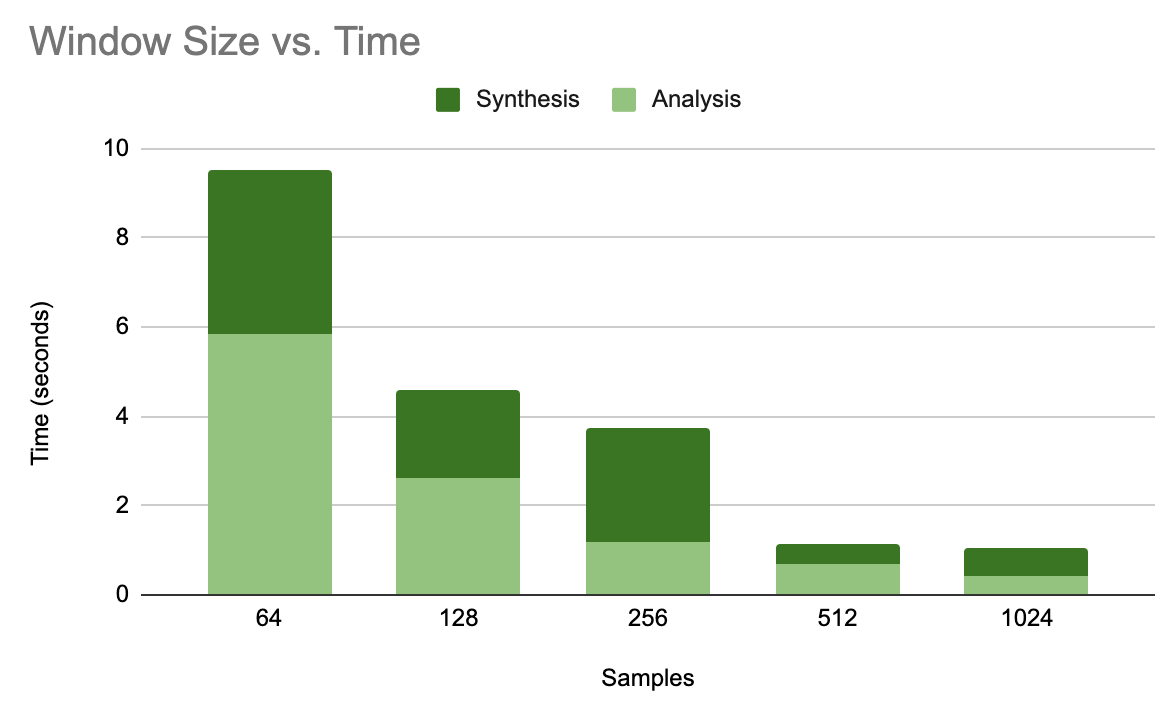 Window Size vs. Time
Synthesis Analysis
10
8
6
4
2
0
Time (seconds)
64 128 256 512 1024
Samples